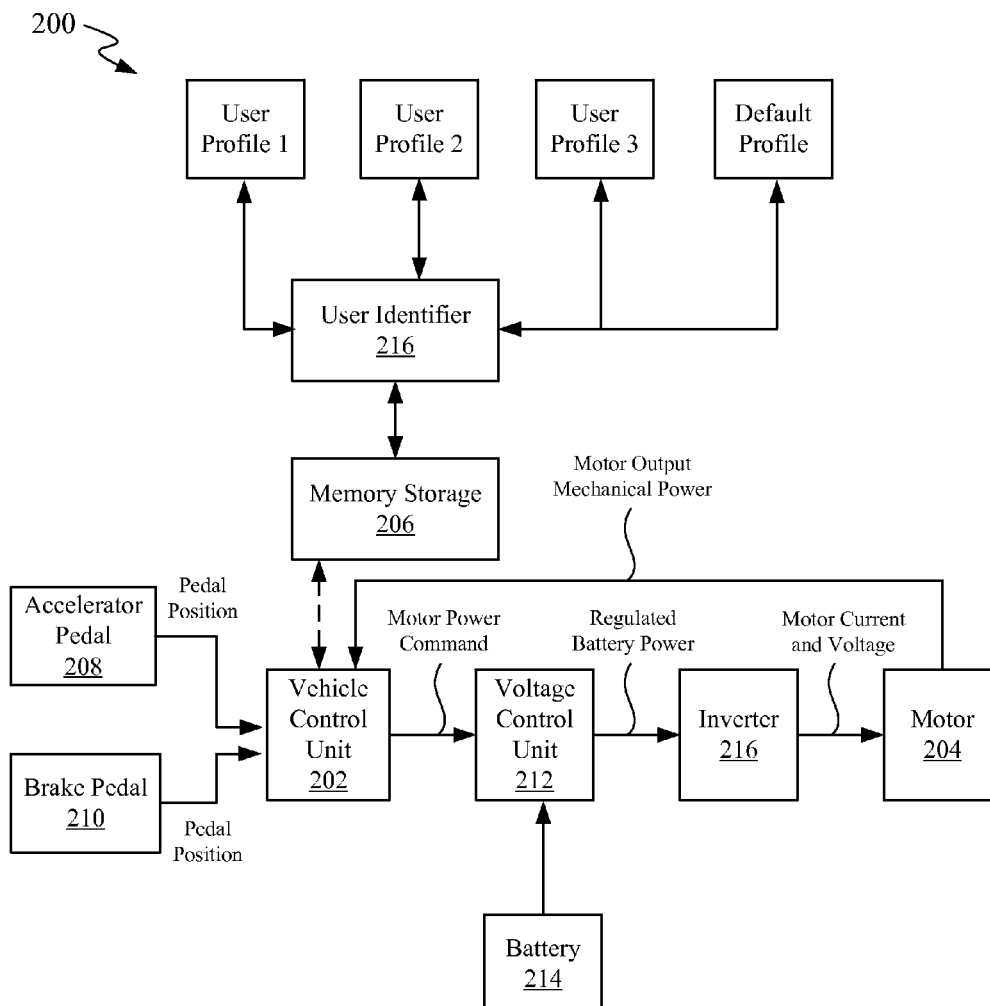 200
User
Profile 1
User
Profile 2
User
Profile 3
Default
Profile
User Identifier
216
Memory Storage
206
Motor Output
Mechanical Power
Accelerator
Pedal
208
Pedal
Position
Brake Pedal
210
Pedal
Position
Vehicle
Control
Unit
202
Motor Power
Command
Voltage
Control
Unit
212
Regulated
Battery Power
Inverter
216
Motor Current
and Voltage
Motor
204
Battery
214